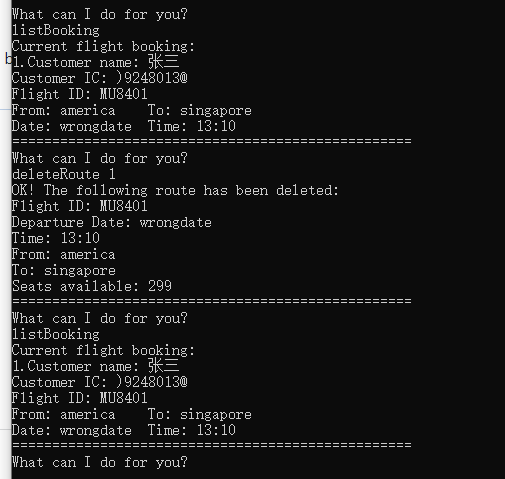 What can I do for you?
listBooking
Current flight booking:
1.Customer name: 张三
Customer IC: )9248013@
Flight ID: MU8401
From: america    To: singapore
Date: wrongdate  Time: 13:10
==================================================
What can I do for you?
deleteRoute 1
OK! The following route has been deleted:
Flight ID: MU8401
Departure Date: wrongdate
Time: 13:10
From: america
To: singapore
Seats available: 299
==================================================
What can I do for you?
listBooking
Current flight booking:
1.Customer name: 张三
Customer IC: )9248013@
Flight ID: MU8401
From: america    To: singapore
Date: wrongdate  Time: 13:10
==================================================
What can I do for you?